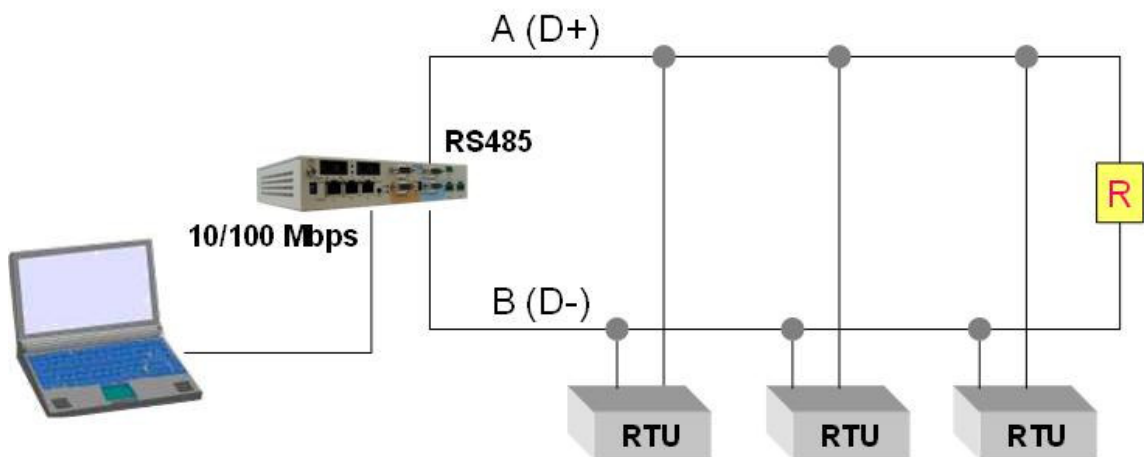 A (D+)
RS485
R
10/100 Mbps
B (D-)
RTU
RTU
RTU